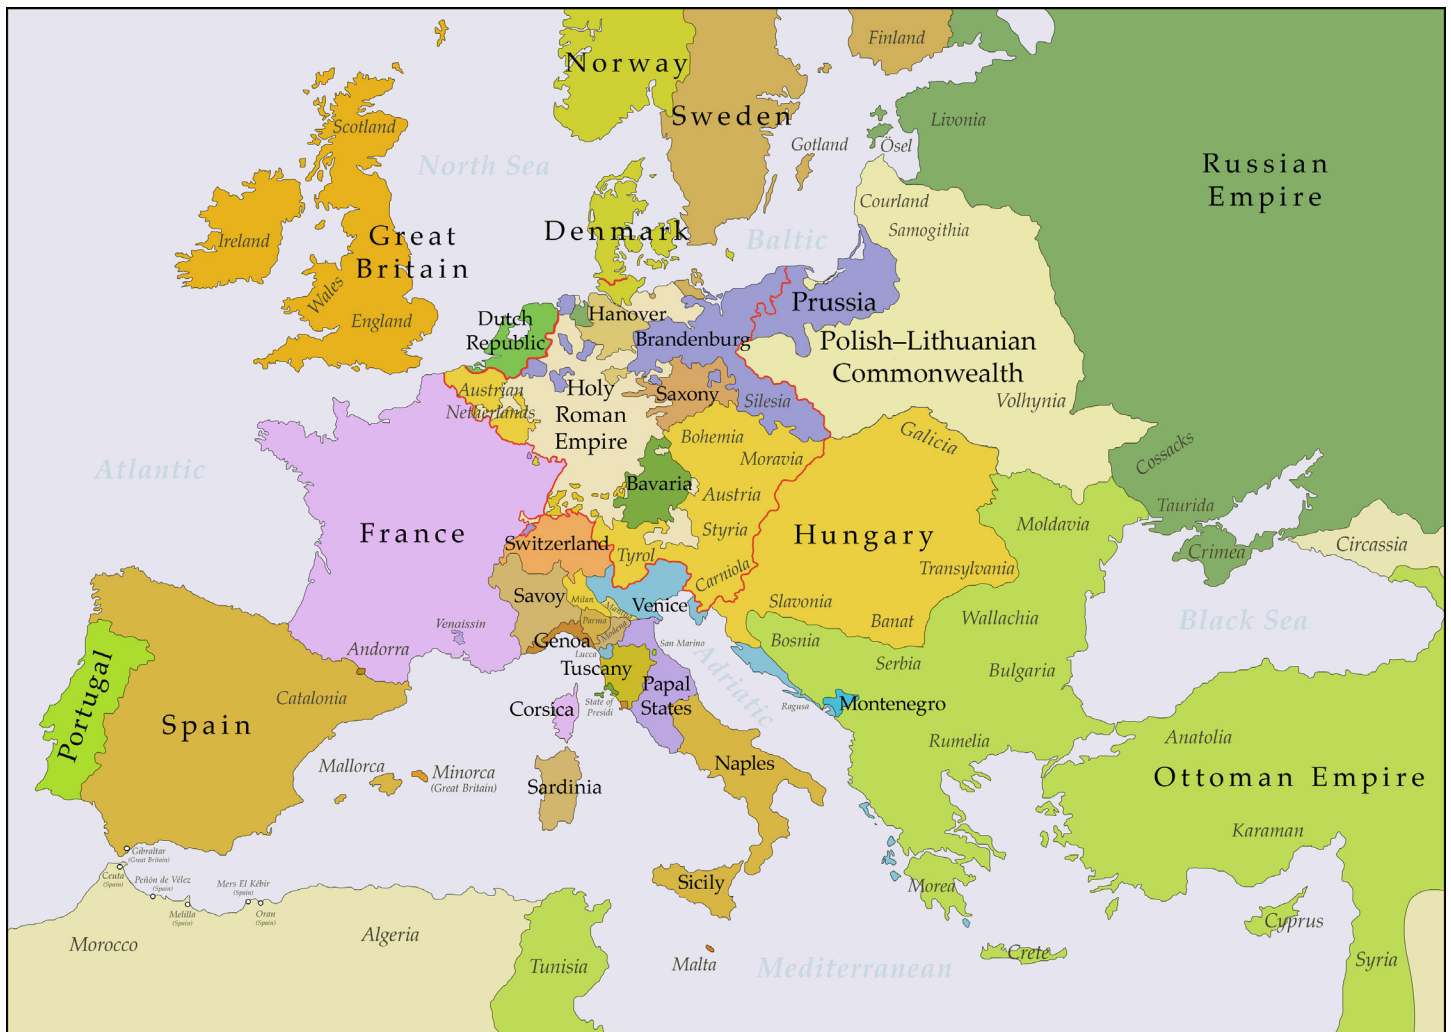 Norway
Finland
Sweden
Scotland
Livonia
Gotland
Ösel
North Sea
Russian
Empire
Courland
Samogithia
Ireland
Great
Britain
Denmark
Baltic
Wales
England
Dutch
Republic
Hanover
Prussia
Brandenburg
Polish–Lithuanian
Commonwealth
Austrian
Netherlands
Holy
Roman
Empire
Saxony
Silesia
Volhynia
Bohemia
Moravia
Galicia
Cossacks
Atlantic
Bavaria
Austria
Taurida
France
Switzerland
Styria
Hungary
Moldavia
Crimea
Circassia
Tyrol
Carniola
Transylvania
Savoy
Milan
Mantua
Venice
Slavonia
Banat
Wallachia
Black Sea
Parma
Modena
Venaissin
Genoa
Lucca
San Marino
Bosnia
Serbia
Bulgaria
Andorra
Tuscany
Adriatic
Portugal
Catalonia
Papal
States
State of
Presidi
Corsica
Ragusa
Montenegro
Spain
Rumelia
Anatolia
Mallorca
Minorca
(Great Britain)
Sardinia
Naples
Ottoman Empire
Karaman
Gibraltar
(Great Britain)
Ceuta
(Spain)
Peñón de Vélez
(Spain)
Mers El Kébir
(Spain)
Melilla
(Spain)
Oran
(Spain)
Sicily
Morea
Cyprus
Morocco
Algeria
Tunisia
Malta
Mediterranean
Crete
Syria